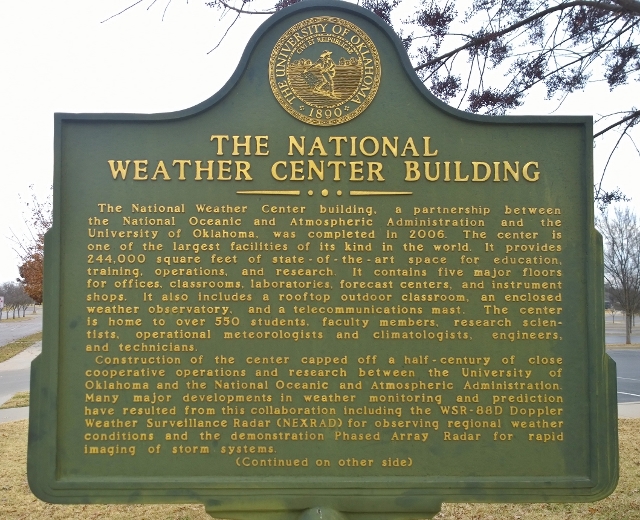 THE UNIVERSITY OF OKLAHOMA
CIVI ET REIPUBLICAE
1890
THE NATIONAL
WEATHER CENTER BUILDING
The National Weather Center building, a partnership between
the National Oceanic and Atmospheric Administration and the
University of Oklahoma, was completed in 2006. The center is
one of the largest facilities of its kind in the world. It provides
244,000 square feet of state-of-the-art space for education,
training, operations, and research. It contains five major floors
for offices, classrooms, laboratories, forecast centers, and instrument
shops. It also includes a rooftop outdoor classroom, an enclosed
weather observatory, and a telecommunications mast. The center
is home to over 550 students, faculty members, research scien-
tists, operational meteorologists and climatologists, engineers,
and technicians.
Construction of the center capped off a half-century of close
cooperative operations and research between the University of
Oklahoma and the National Oceanic and Atmospheric Administration.
Many major developments in weather monitoring and prediction
have resulted from this collaboration including the WSR-88D Doppler
Weather Surveillance Radar (NEXRAD) for observing regional weather
conditions and the demonstration Phased Array Radar for rapid
imaging of storm systems.
(Continued on other side)